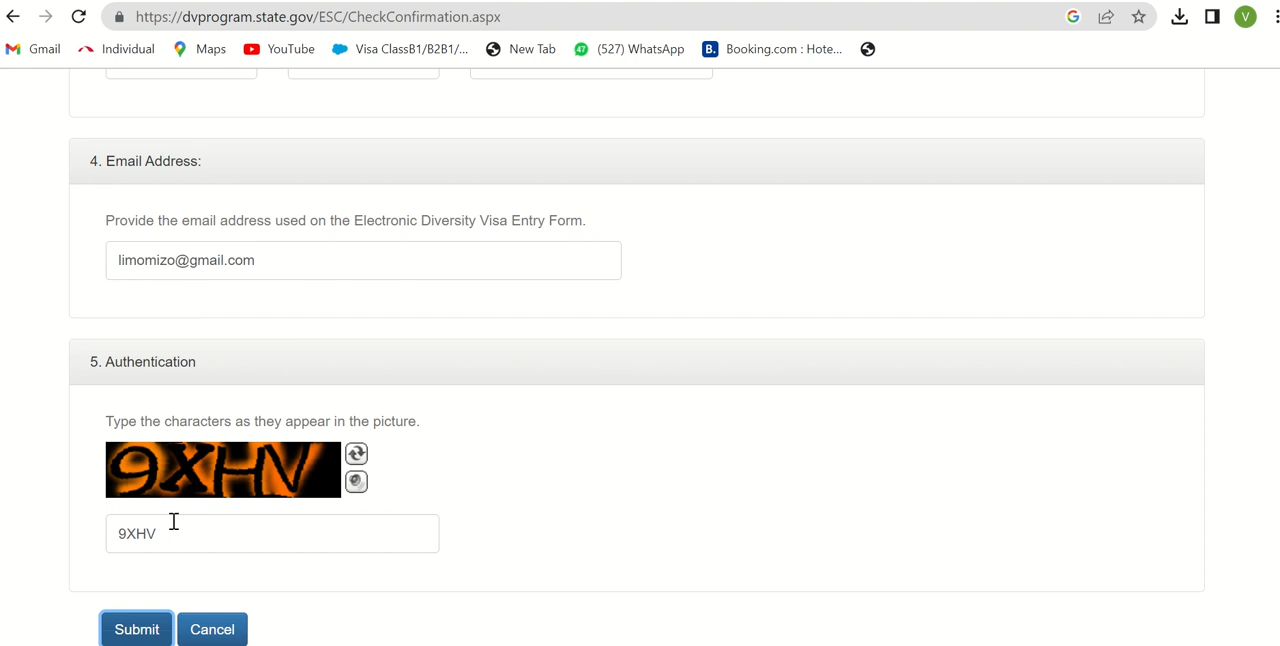 https://dvprogram.state.gov/ESC/CheckConfirmation.aspx
V
Gmail Individual Maps YouTube Visa ClassB1/B2B1/... New Tab 47 (527) WhatsApp B. Booking.com : Hote...
4. Email Address:
Provide the email address used on the Electronic Diversity Visa Entry Form.
limomizo@gmail.com
5. Authentication
Type the characters as they appear in the picture.
9XHV
9XHV
Submit Cancel